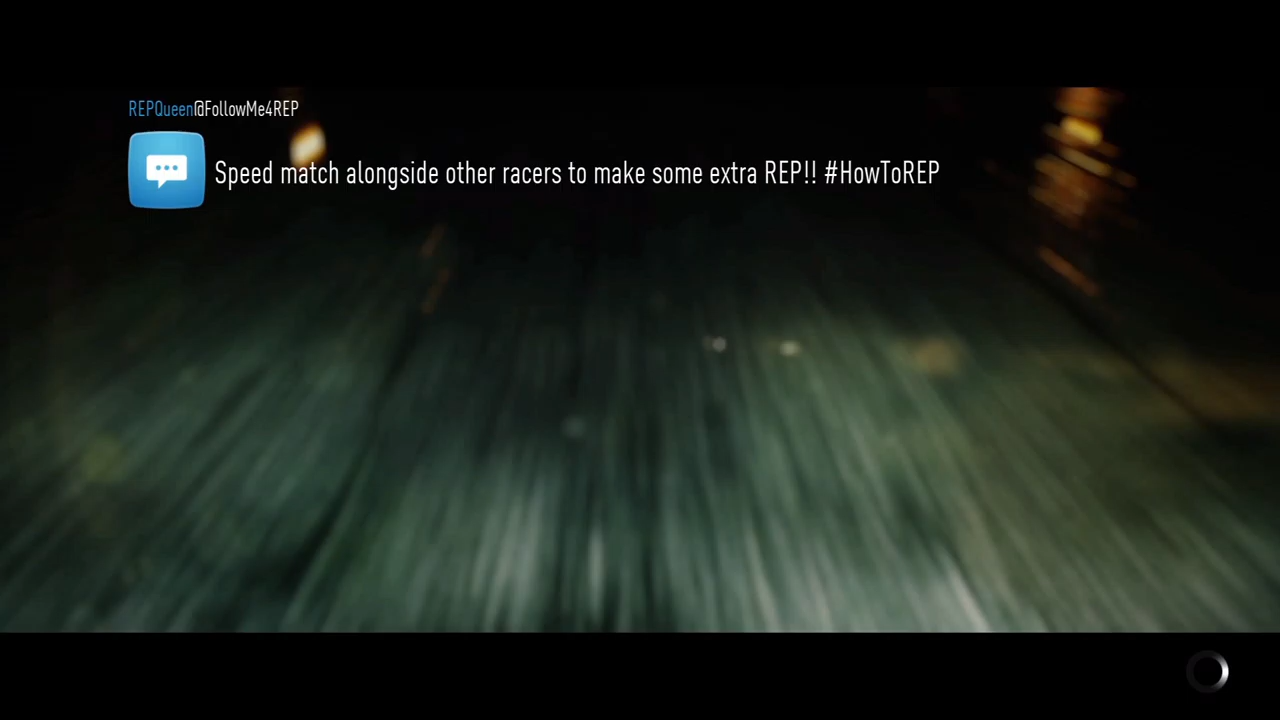 REPQueen@FollowMe4REP
Speed match alongside other racers to make some extra REP!! #HowToREP